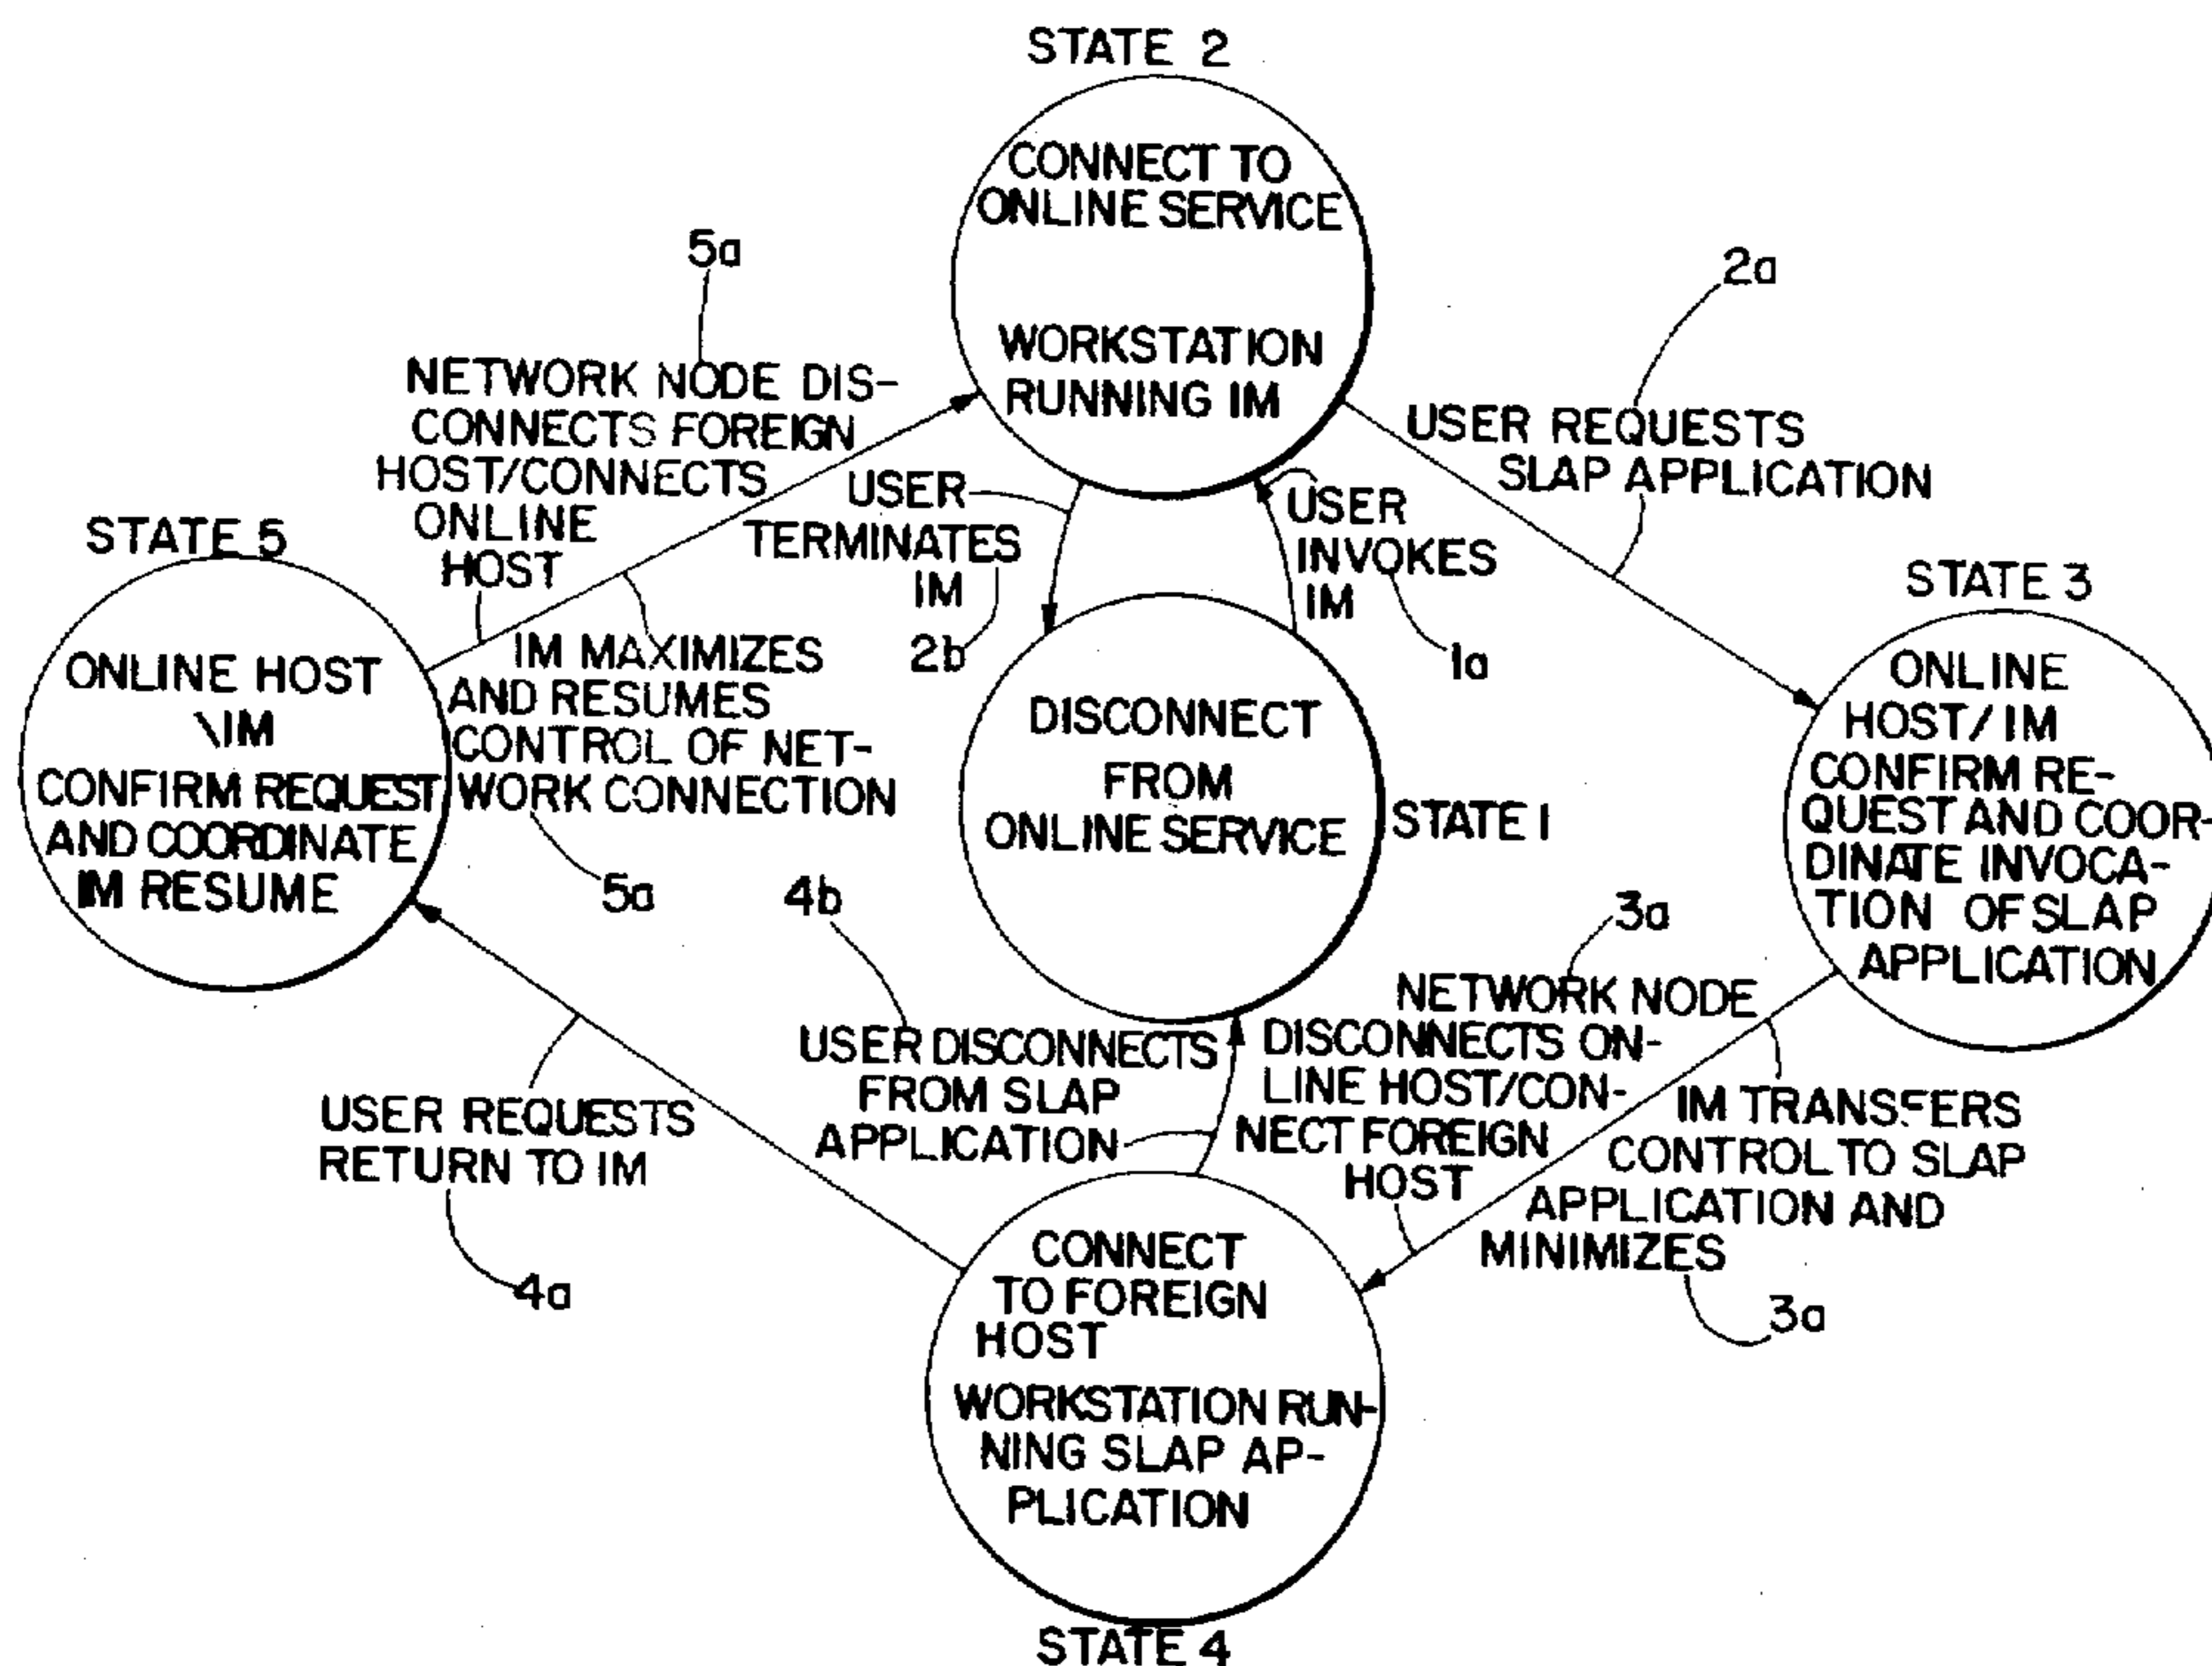 STATE 2
CONNECT TO
ONLINE SERVICE
WORKSTATION
RUNNING IM
5a
NETWORK NODE DIS-
CONNECTS FOREIGN
HOST/CONNECTS
ONLINE
HOST
2a
USER REQUESTS
SLAP APPLICATION
USER
TERMINATES
IM
2b
USER
INVOKES
IM
1a
STATE 5
ONLINE HOST
\IM
CONFIRM REQUEST
AND COORDINATE
IM RESUME
IM MAXIMIZES
AND RESUMES
CONTROL OF NET-
WORK CONNECTION
5a
DISCONNECT
FROM
ONLINE SERVICE
STATE 1
STATE 3
ONLINE
HOST/IM
CONFIRM RE-
QUEST AND COOR-
DINATE INVOCA-
TION OF SLAP
APPLICATION
4b
USER DISCONNECTS
FROM SLAP
APPLICATION
3a
NETWORK NODE
DISCONNECTS ON-
LINE HOST/CON-
NECT FOREIGN
HOST
IM TRANSFERS
CONTROL TO SLAP
APPLICATION AND
MINIMIZES
3a
USER REQUESTS
RETURN TO IM
4a
CONNECT
TO FOREIGN
HOST
WORKSTATION RUN-
NING SLAP AP-
PLICATION
STATE 4